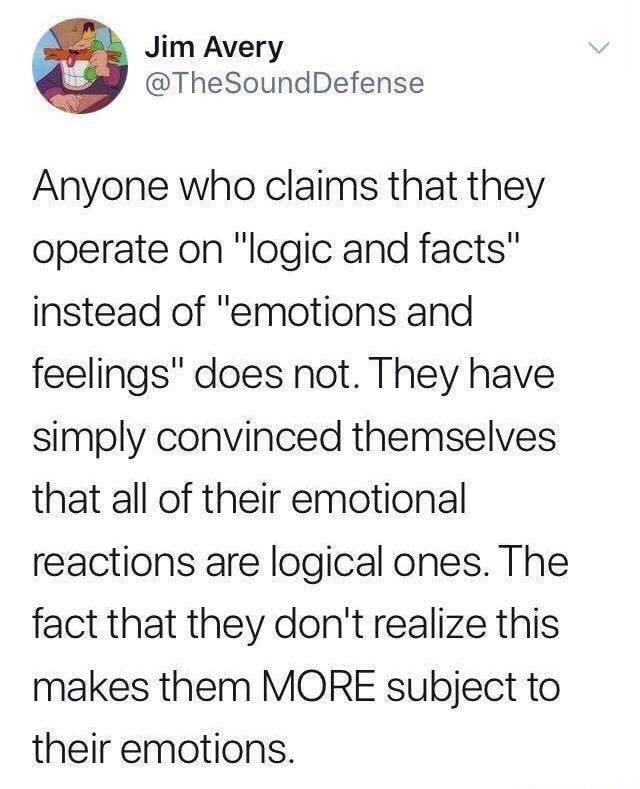 Jim Avery
@TheSoundDefense
Anyone who claims that they
operate on "logic and facts"
instead of "emotions and
feelings" does not. They have
simply convinced themselves
that all of their emotional
reactions are logical ones. The
fact that they don't realize this
makes them MORE subject to
their emotions.